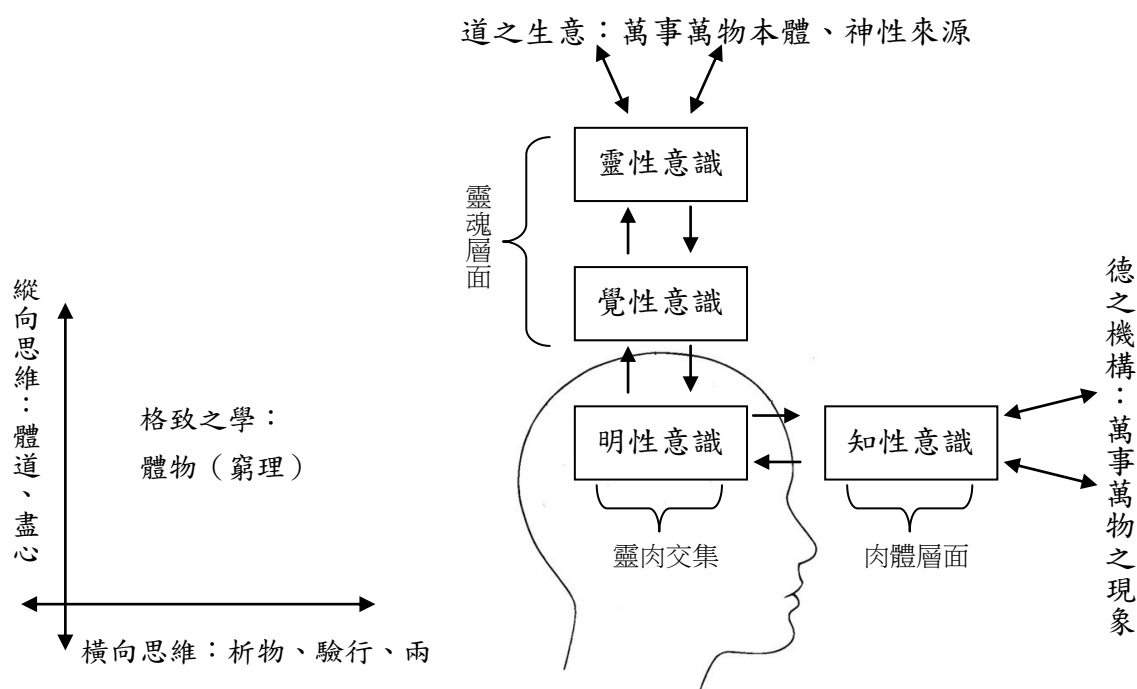 道之生意：萬事萬物本體、神性來源
靈性意識
靈魂層面
覺性意識
縱向思維：體道、盡心
格致之學：
體物（窮理）
明性意識
知性意識
德之機構：萬事萬物之現象
靈肉交集
肉體層面
橫向思維：析物、驗行、兩